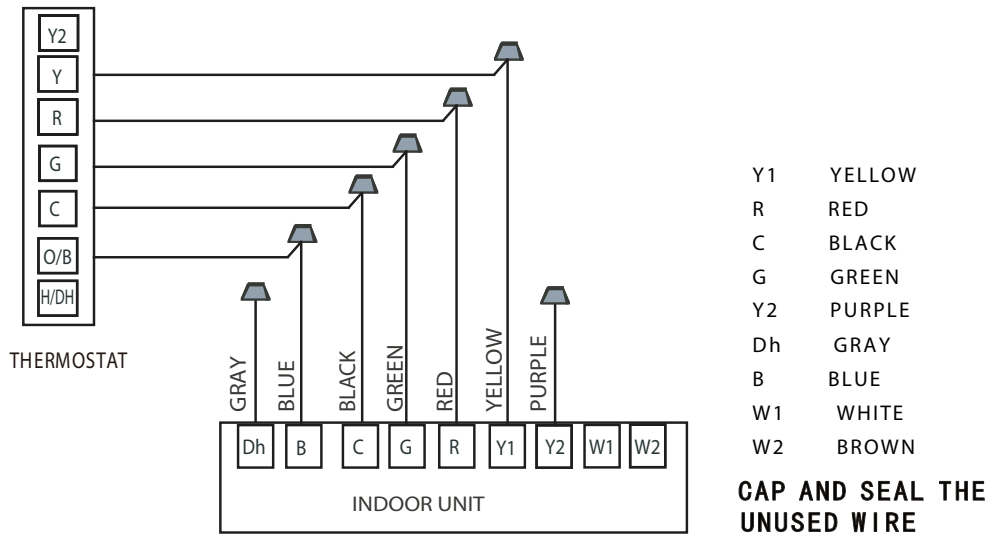 Y2
Y
R
G
C
O/B
H/DH
THERMOSTAT
GRAY
BLUE
BLACK
GREEN
RED
YELLOW
PURPLE
Dh B C G R Y1 Y2 W1 W2
INDOOR UNIT
Y1 YELLOW
R RED
C BLACK
G GREEN
Y2 PURPLE
Dh GRAY
B BLUE
W1 WHITE
W2 BROWN
CAP AND SEAL THE
UNUSED WIRE